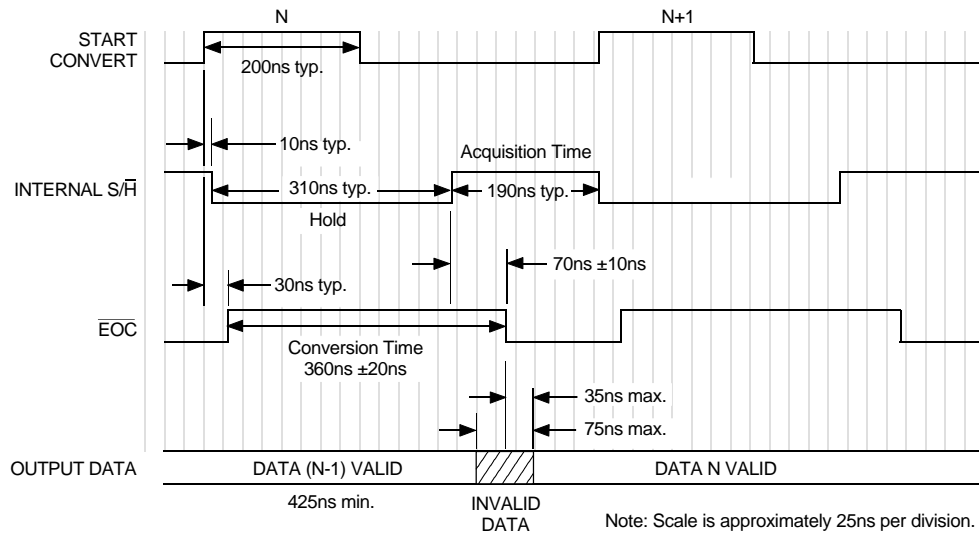 N
N+1
START
CONVERT
200ns typ.
10ns typ.
Acquisition Time
INTERNAL S/H̅
310ns typ.
190ns typ.
Hold
70ns ±10ns
30ns typ.
E̅O̅C̅
Conversion Time
360ns ±20ns
35ns max.
75ns max.
OUTPUT DATA
DATA (N-1) VALID
DATA N VALID
425ns min.
INVALID
DATA
Note: Scale is approximately 25ns per division.